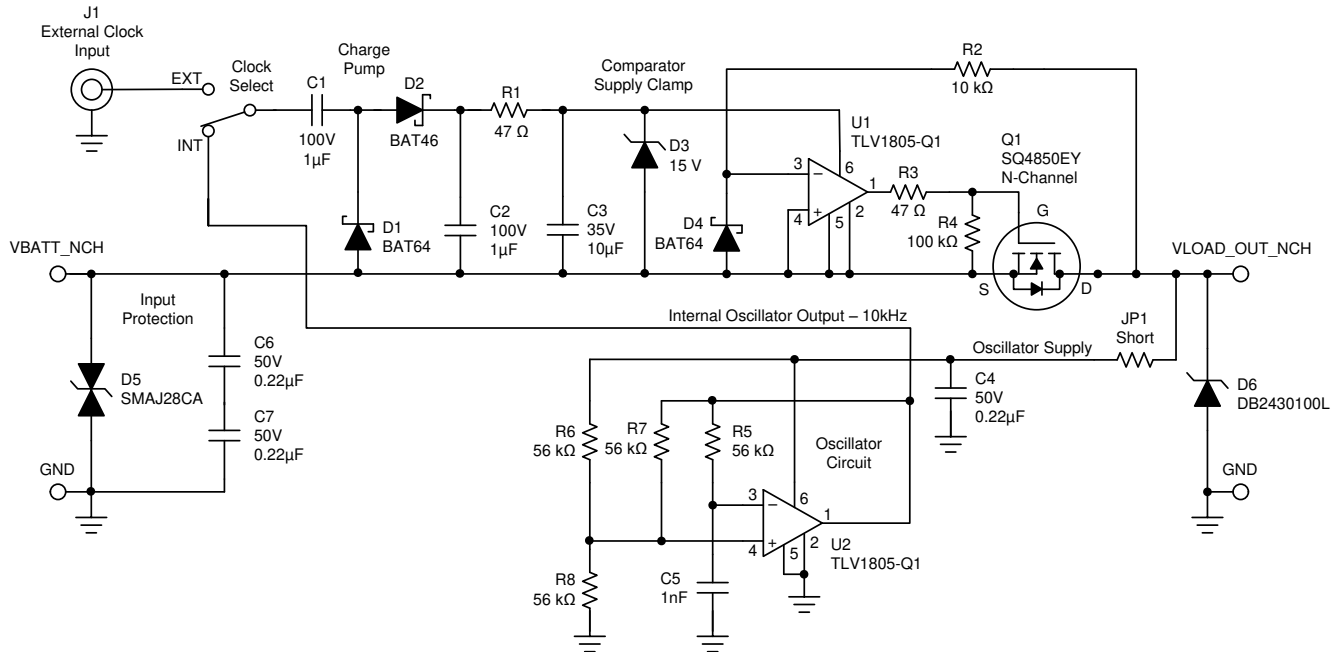 J1
External Clock
Input
EXT
Clock
Select
INT
C1
100V
1µF
Charge
Pump
D2
BAT46
R1
47 Ω
Comparator
Supply Clamp
D3
15 V
R2
10 kΩ
U1
TLV1805-Q1
3
−
6
1
+
4
5
2
R3
47 Ω
Q1
SQ4850EY
N-Channel
G
R4
100 kΩ
S
D
D1
BAT64
C2
100V
1µF
C3
35V
10µF
D4
BAT64
VBATT_NCH
VLOAD_OUT_NCH
Input
Protection
C6
50V
0.22µF
D5
SMAJ28CA
C7
50V
0.22µF
GND
Internal Oscillator Output – 10kHz
Oscillator Supply
JP1
Short
C4
50V
0.22µF
D6
DB2430100L
GND
R6
56 kΩ
R7
56 kΩ
R5
56 kΩ
Oscillator
Circuit
3
−
6
1
+
4
5
2
U2
TLV1805-Q1
R8
56 kΩ
C5
1nF